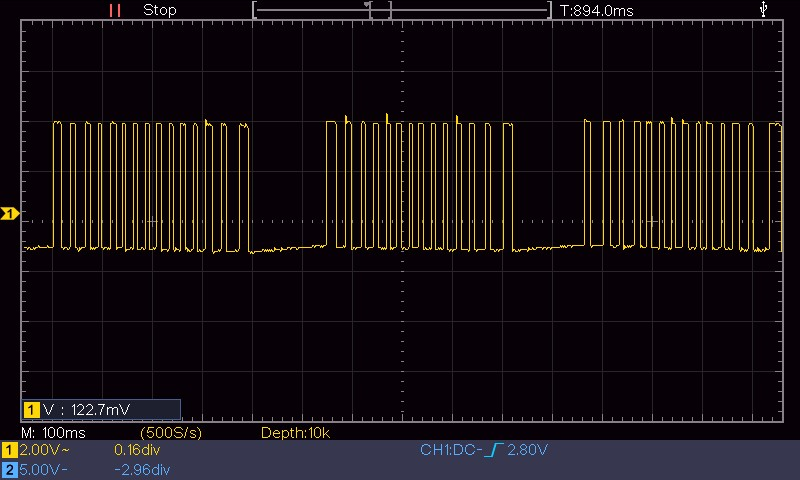 Stop T:894.0ms
1
1 V : 122.7mV
M: 100ms (500S/s) Depth:10k
1 2.00V~ 0.16div CH1:DC- 2.80V
2 5.00V- -2.96div